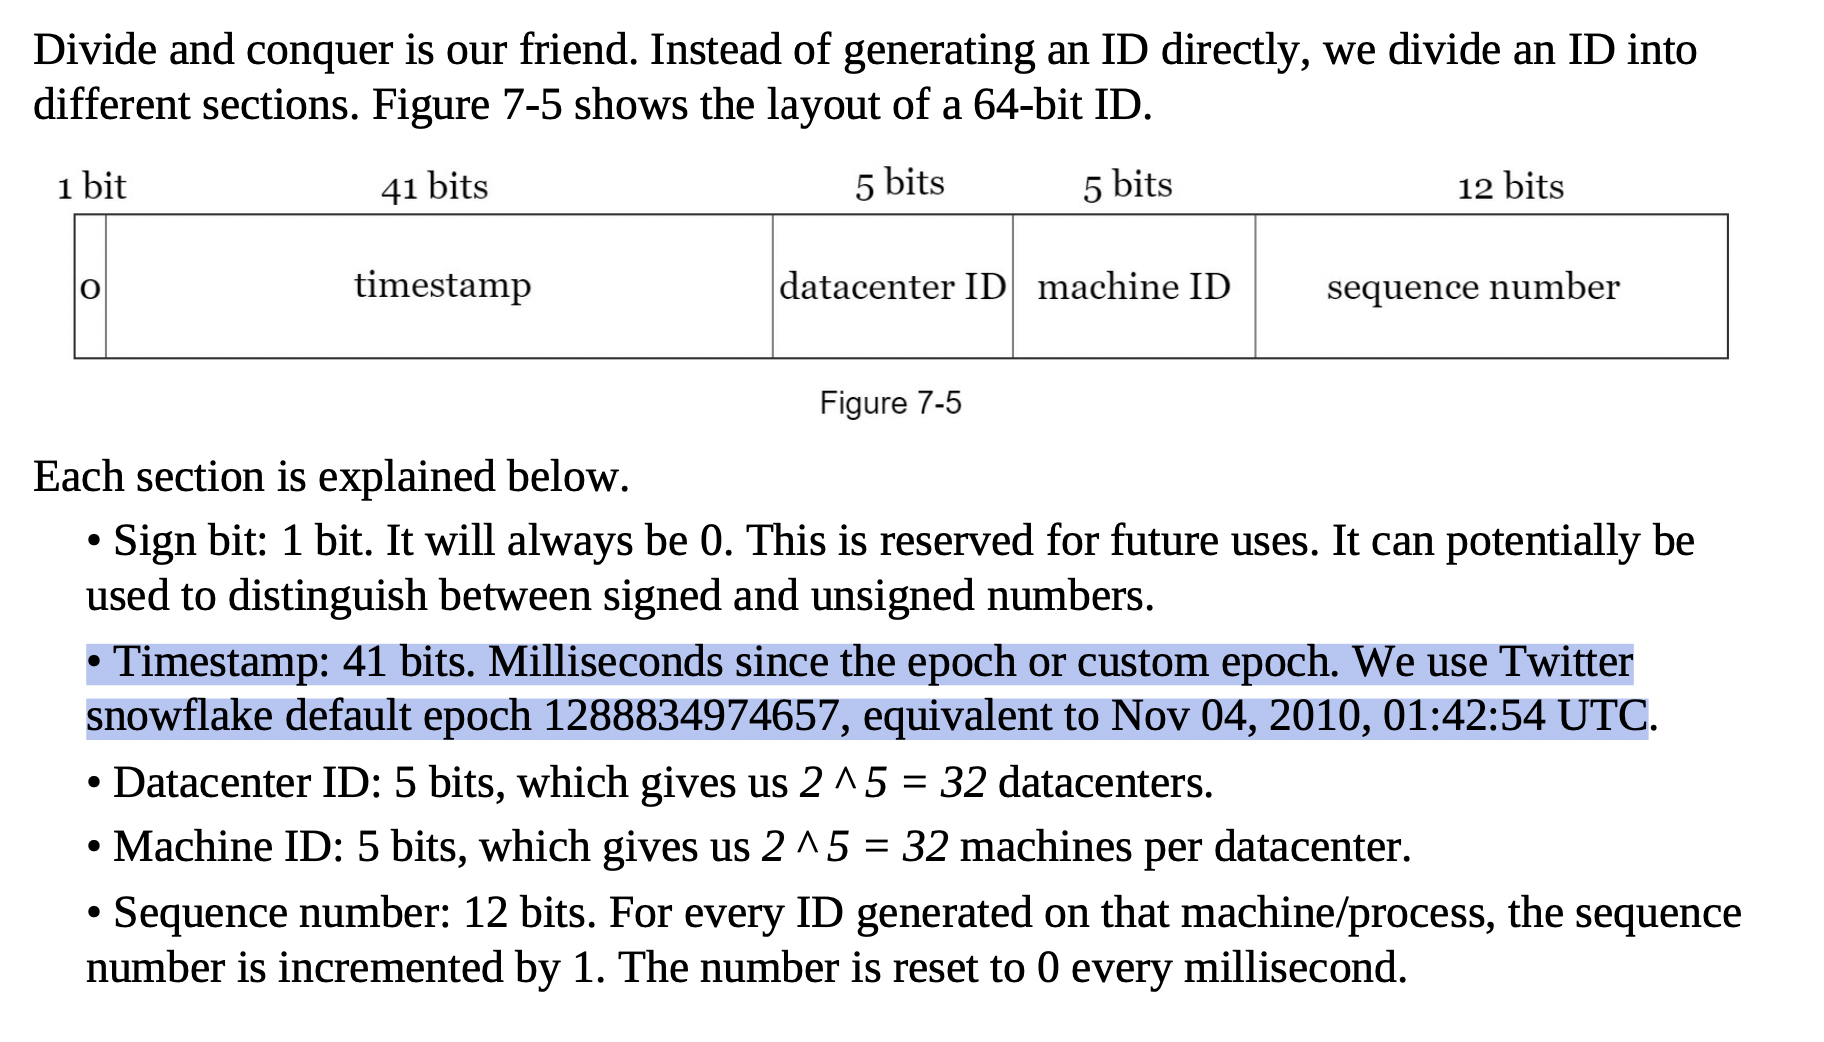 Divide and conquer is our friend. Instead of generating an ID directly, we divide an ID into
different sections. Figure 7-5 shows the layout of a 64-bit ID.
1 bit 41 bits 5 bits 5 bits 12 bits
0 timestamp datacenter ID machine ID sequence number
Figure 7-5
Each section is explained below.
• Sign bit: 1 bit. It will always be 0. This is reserved for future uses. It can potentially be
used to distinguish between signed and unsigned numbers.
• Timestamp: 41 bits. Milliseconds since the epoch or custom epoch. We use Twitter
snowflake default epoch 1288834974657, equivalent to Nov 04, 2010, 01:42:54 UTC.
• Datacenter ID: 5 bits, which gives us 2 ^ 5 = 32 datacenters.
• Machine ID: 5 bits, which gives us 2 ^ 5 = 32 machines per datacenter.
• Sequence number: 12 bits. For every ID generated on that machine/process, the sequence
number is incremented by 1. The number is reset to 0 every millisecond.